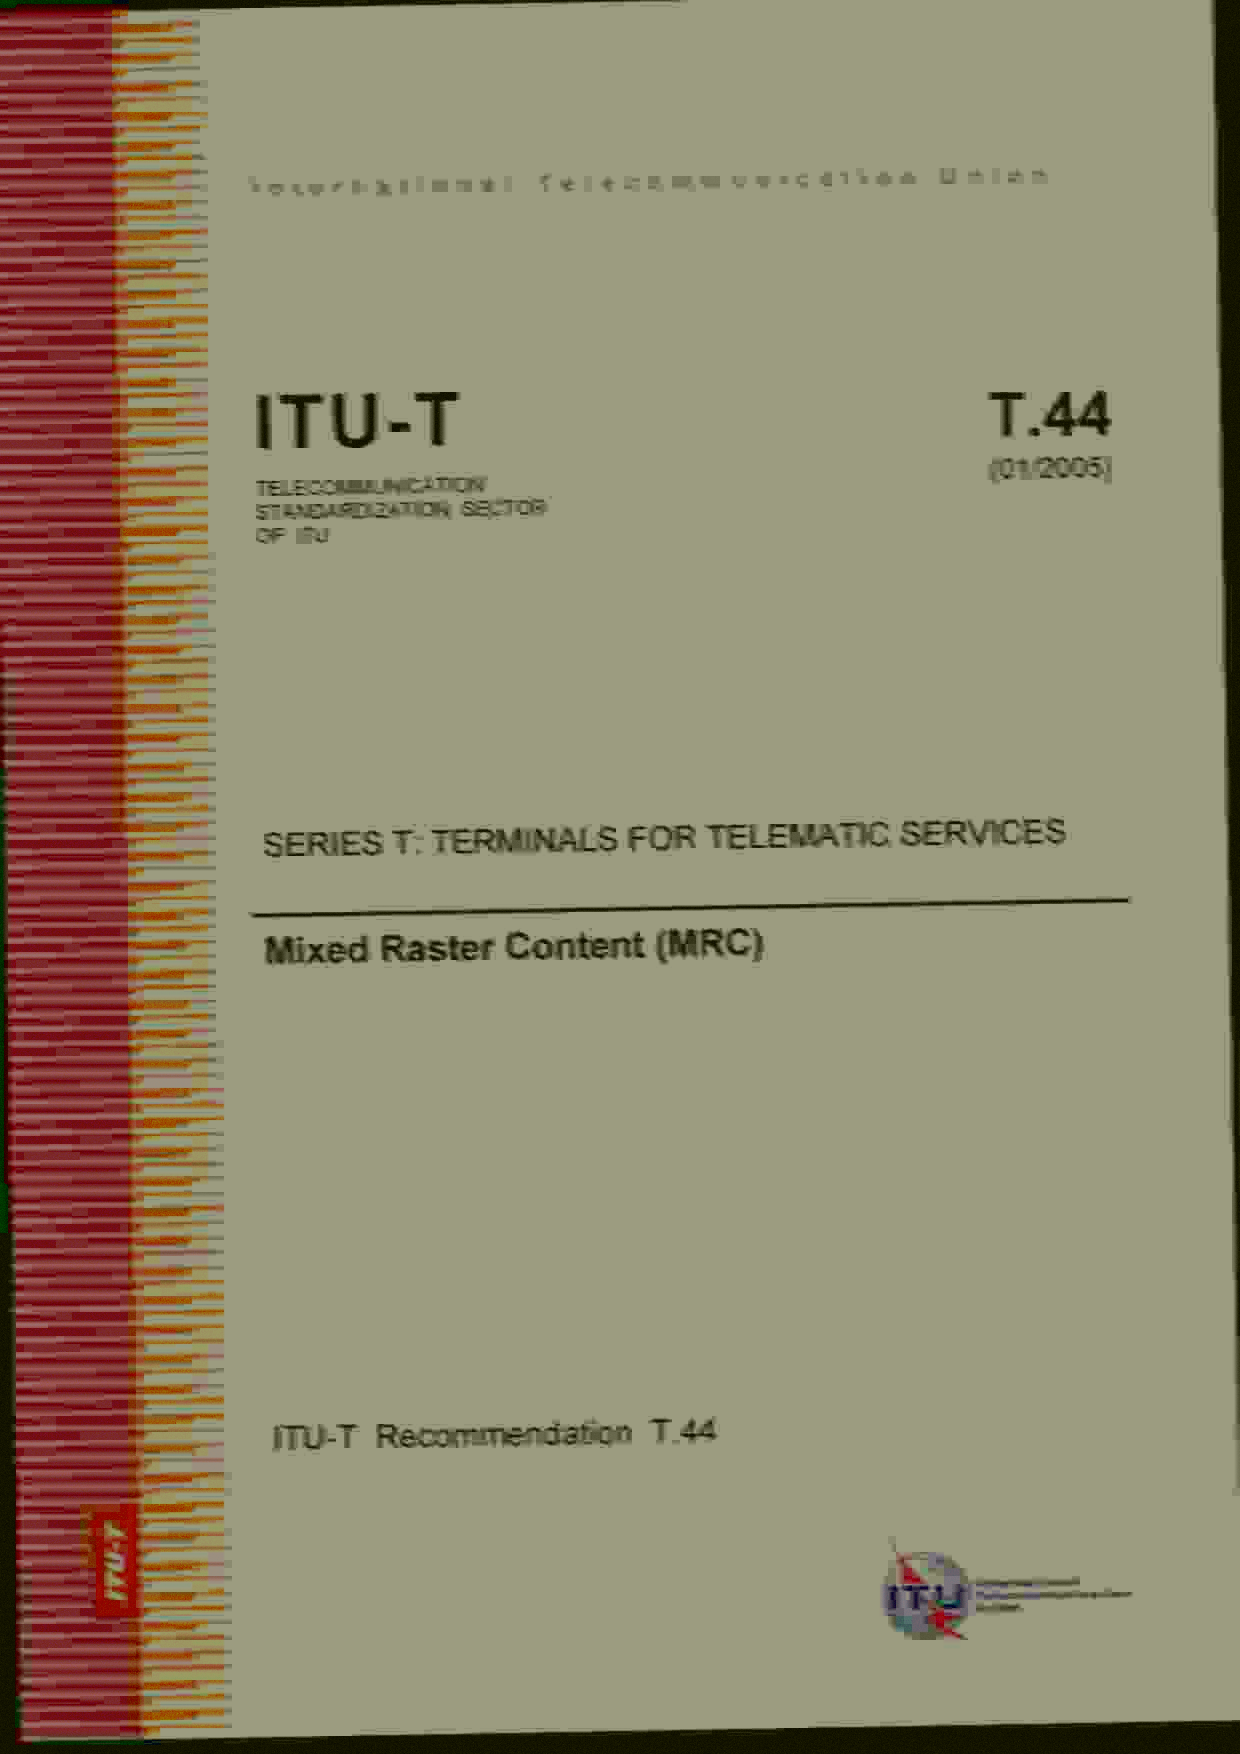 International Telecommunication Union
ITU-T
T.44
(01/2005)
TELECOMMUNICATION
STANDARDIZATION SECTOR
OF ITU
SERIES T: TERMINALS FOR TELEMATIC SERVICES
Mixed Raster Content (MRC)
ITU-T Recommendation T.44
ITU-T
ITU